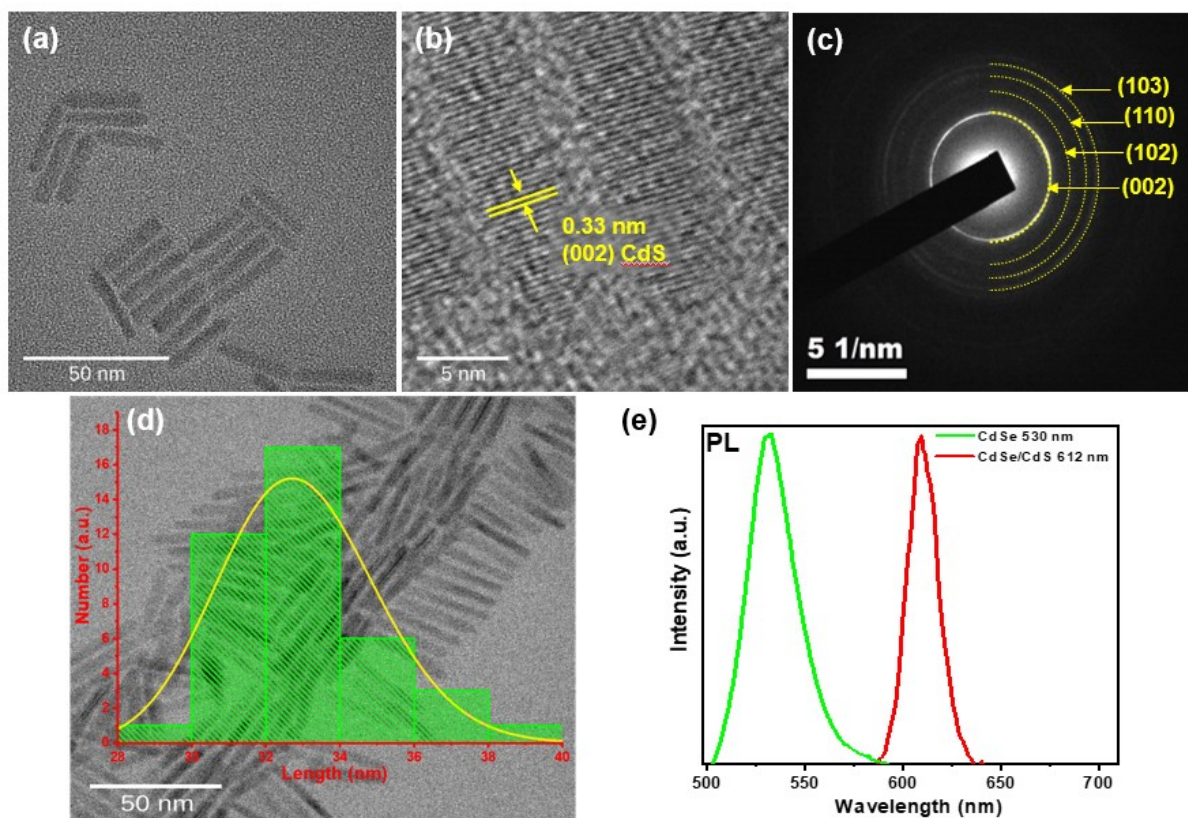 (a)
50 nm
(b)
0.33 nm
(002) CdS
5 nm
(c)
(103)
(110)
(102)
(002)
5 1/nm
(d)
18
16
14
12
10
8
6
4
2
0
Number (a.u.)
28
30
32
34
36
38
40
Length (nm)
50 nm
(e)
PL
CdSe 530 nm
CdSe/CdS 612 nm
Intensity (a.u.)
500
550
600
650
700
Wavelength (nm)